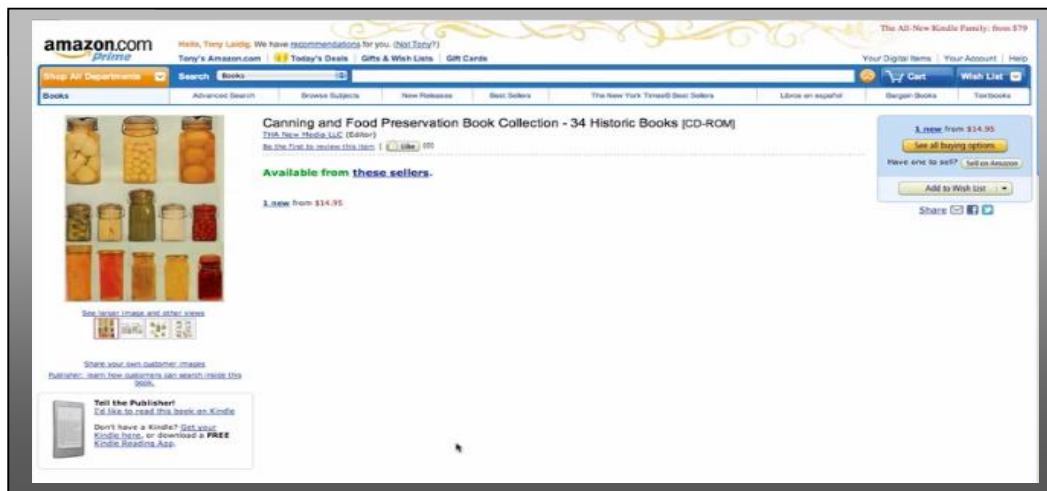 The All-New Kindle Family: from $79
amazon.com
Prime
Hello, Tony Laidig. We have recommendations for you. (Not Tony?)
Tony's Amazon.com Today's Deals Gifts & Wish Lists Gift Cards
Your Digital Items Your Account Help
Shop All Departments Search Books Cart Wish List
Books Advanced Search Browse Subjects New Releases Best Sellers The New York Times® Best Sellers Libros en español Bargain Books Textbooks
Canning and Food Preservation Book Collection - 34 Historic Books [CD-ROM]
THA New Media LLC (Editor)
Be the first to review this item | Like (0)
Available from these sellers.
1 new from $14.95
1 new from $14.95
See all buying options
Have one to sell? Sell on Amazon
Add to Wish List
Share
See larger image and other views
Share your own customer images
Publisher: learn how customers can search inside this
book.
Tell the Publisher!
I'd like to read this book on Kindle
Don't have a Kindle? Get your
Kindle here, or download a FREE
Kindle Reading App.